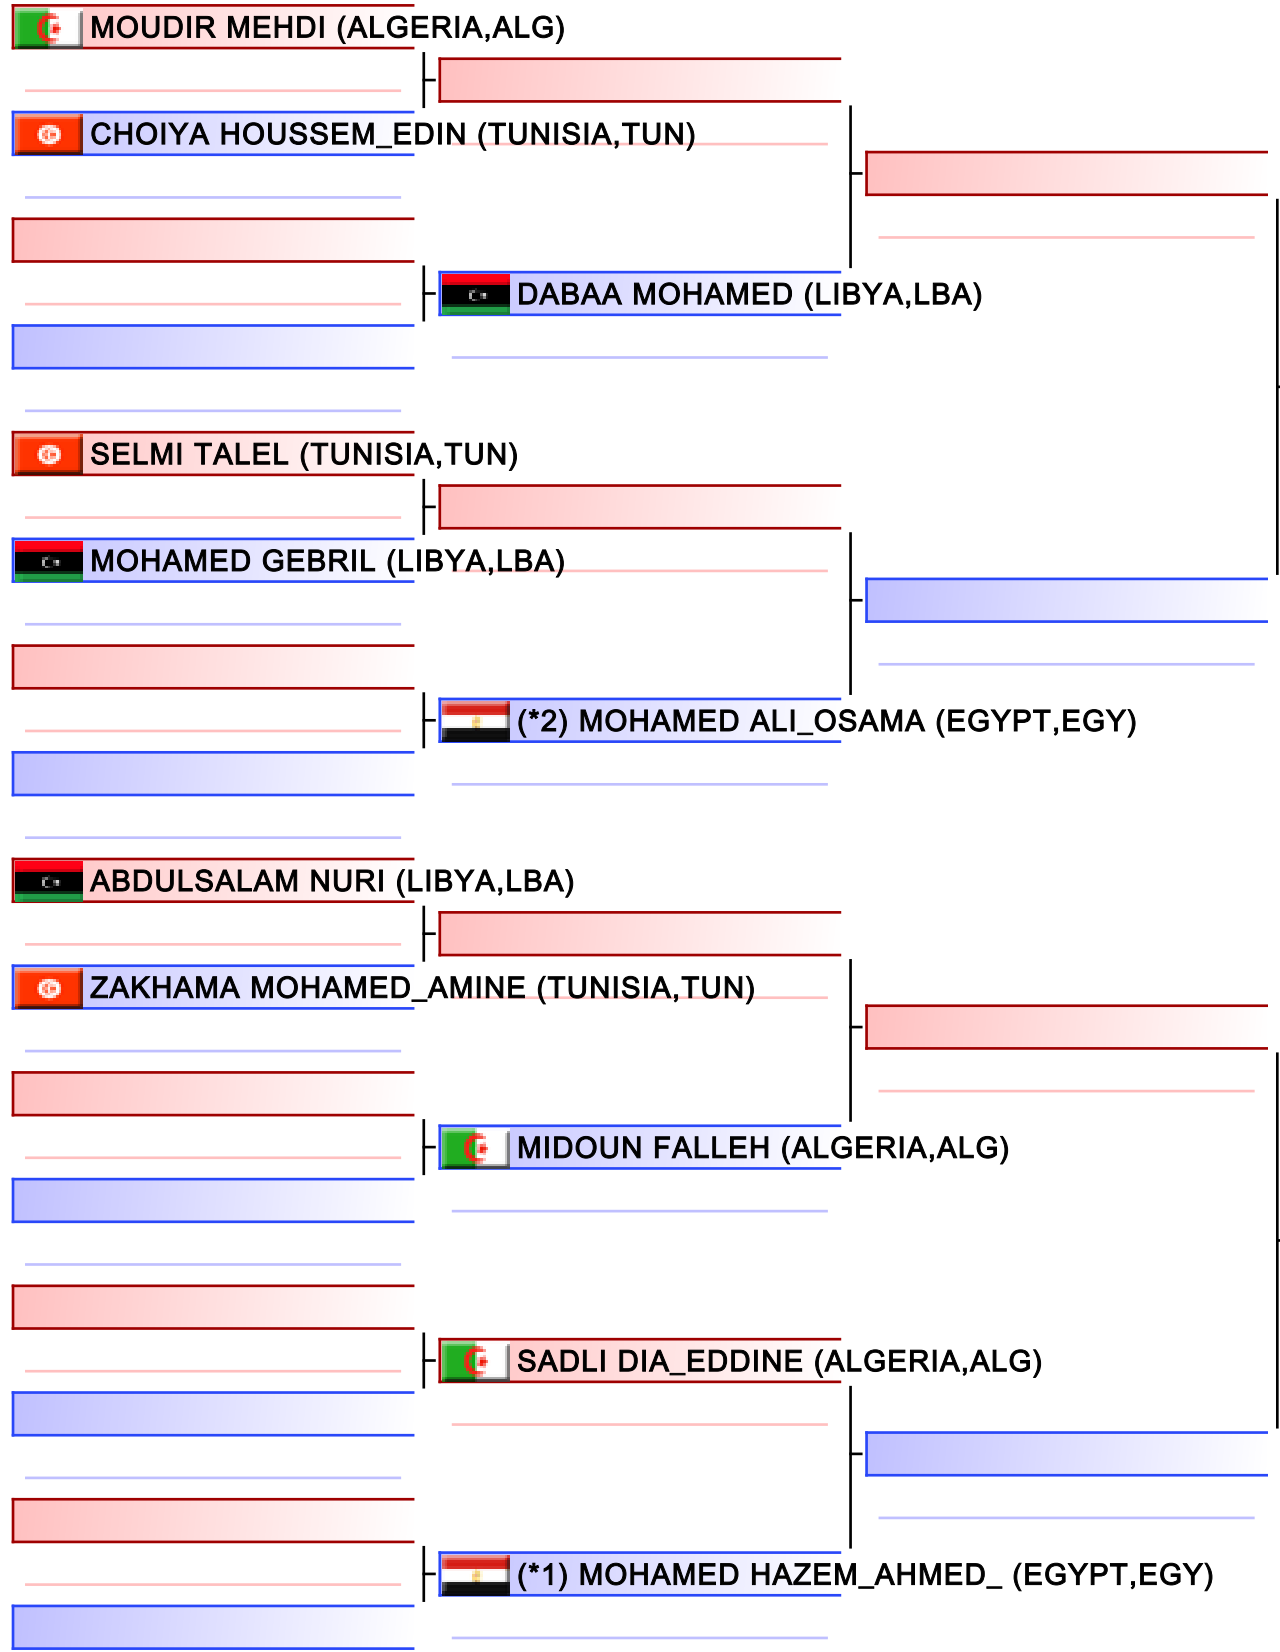 MOUDIR MEHDI (ALGERIA,ALG)
CHOIYA HOUSSEM_EDIN (TUNISIA,TUN)
DABAA MOHAMED (LIBYA,LBA)
SELMI TALEL (TUNISIA,TUN)
MOHAMED GEBRIL (LIBYA,LBA)
(*2) MOHAMED ALI_OSAMA (EGYPT,EGY)
ABDULSALAM NURI (LIBYA,LBA)
ZAKHAMA MOHAMED_AMINE (TUNISIA,TUN)
MIDOUN FALLEH (ALGERIA,ALG)
SADLI DIA_EDDINE (ALGERIA,ALG)
(*1) MOHAMED HAZEM_AHMED_ (EGYPT,EGY)